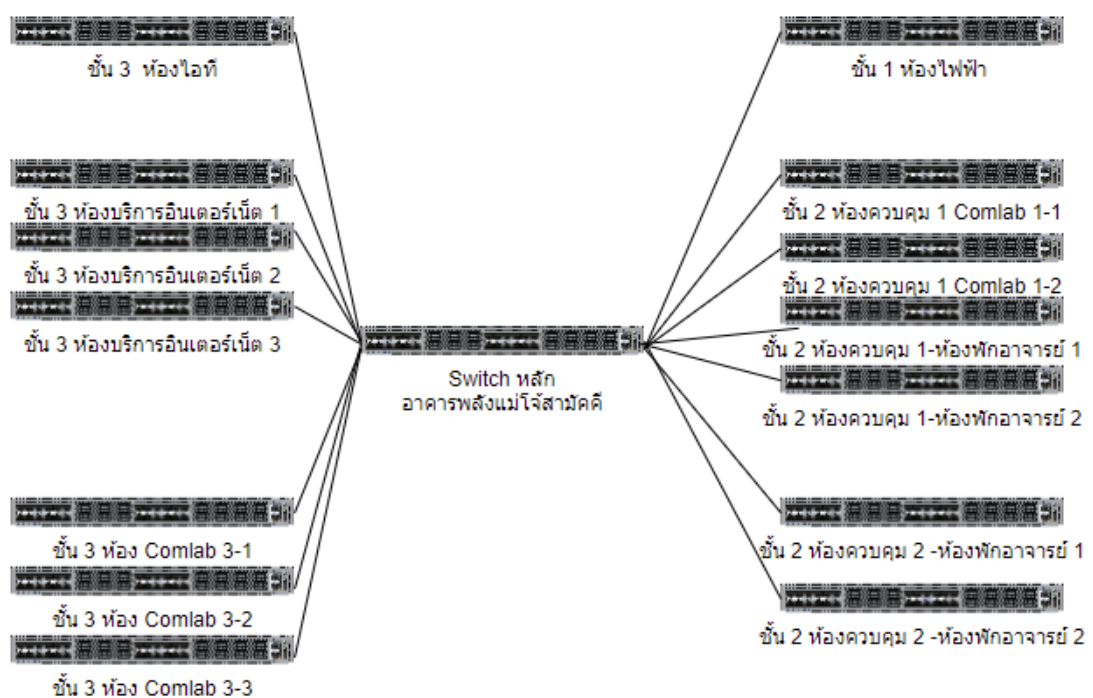 ชั้น 3 ห้องไอที
ชั้น 1 ห้องไฟฟ้า
ชั้น 3 ห้องบริการอินเตอร์เน็ต 1
ชั้น 2 ห้องควบคุม 1 Comlab 1-1
ชั้น 3 ห้องบริการอินเตอร์เน็ต 2
ชั้น 2 ห้องควบคุม 1 Comlab 1-2
ชั้น 3 ห้องบริการอินเตอร์เน็ต 3
ชั้น 2 ห้องควบคุม 1-ห้องพักอาจารย์ 1
Switch หลัก
อาคารพลังแม่โจ้สามัคคี
ชั้น 2 ห้องควบคุม 1-ห้องพักอาจารย์ 2
ชั้น 3 ห้อง Comlab 3-1
ชั้น 2 ห้องควบคุม 2 -ห้องพักอาจารย์ 1
ชั้น 3 ห้อง Comlab 3-2
ชั้น 2 ห้องควบคุม 2 -ห้องพักอาจารย์ 2
ชั้น 3 ห้อง Comlab 3-3